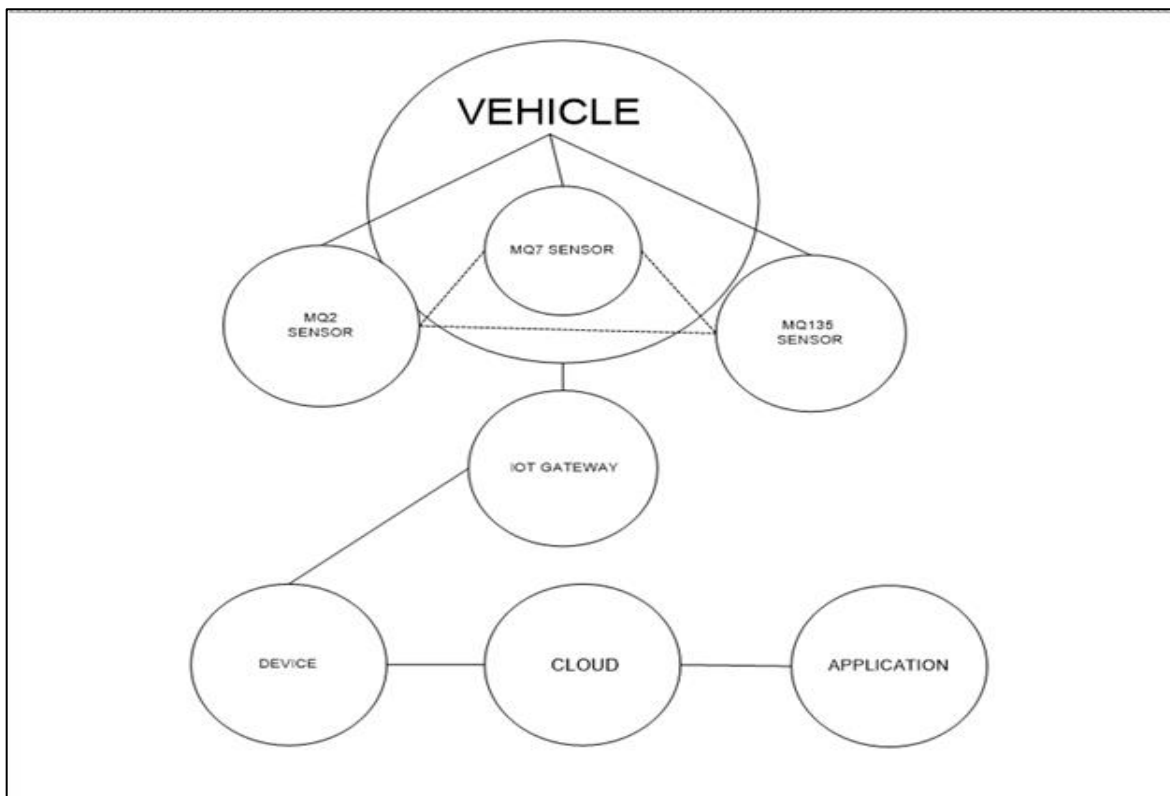 VEHICLE
MQ7 SENSOR
MQ2
SENSOR
MQ135
SENSOR
IOT GATEWAY
DEVICE
CLOUD
APPLICATION